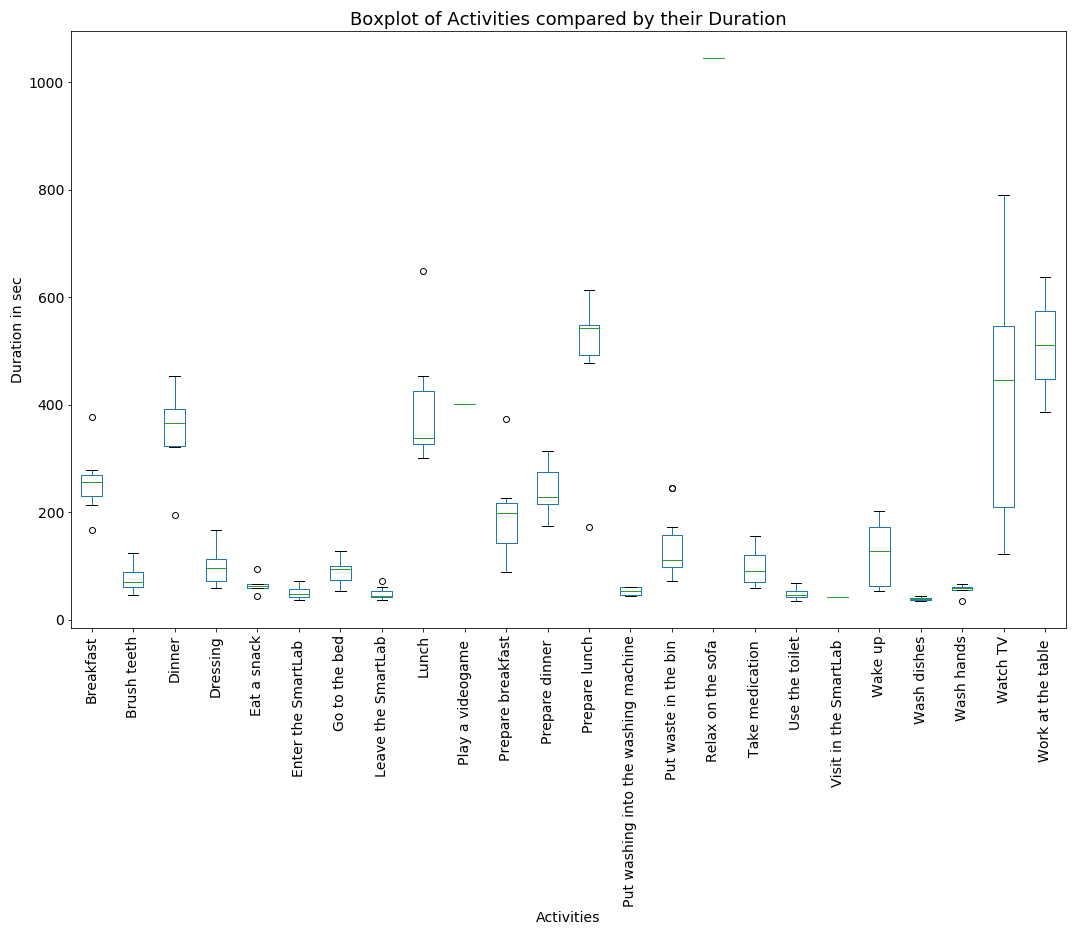 Boxplot of Activities compared by their Duration
Duration in sec
1000
800
600
400
200
0
Breakfast
Brush teeth
Dinner
Dressing
Eat a snack
Enter the SmartLab
Go to the bed
Leave the SmartLab
Lunch
Play a videogame
Prepare breakfast
Prepare dinner
Prepare lunch
Put washing into the washing machine
Put waste in the bin
Relax on the sofa
Take medication
Use the toilet
Visit in the SmartLab
Wake up
Wash dishes
Wash hands
Watch TV
Work at the table
Activities